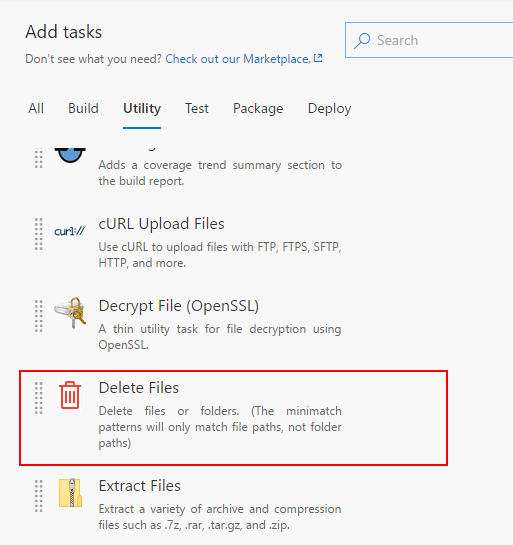 Add tasks
Search
Don't see what you need? Check out our Marketplace.
All Build Utility Test Package Deploy
Adds a coverage trend summary section to
the build report.
curl://
cURL Upload Files
Use cURL to upload files with FTP, FTPS, SFTP,
HTTP, and more.
Decrypt File (OpenSSL)
A thin utility task for file decryption using
OpenSSL.
Delete Files
Delete files or folders. (The minimatch
patterns will only match file paths, not folder
paths)
Extract Files
Extract a variety of archive and compression
files such as .7z, .rar, .tar.gz, and .zip.